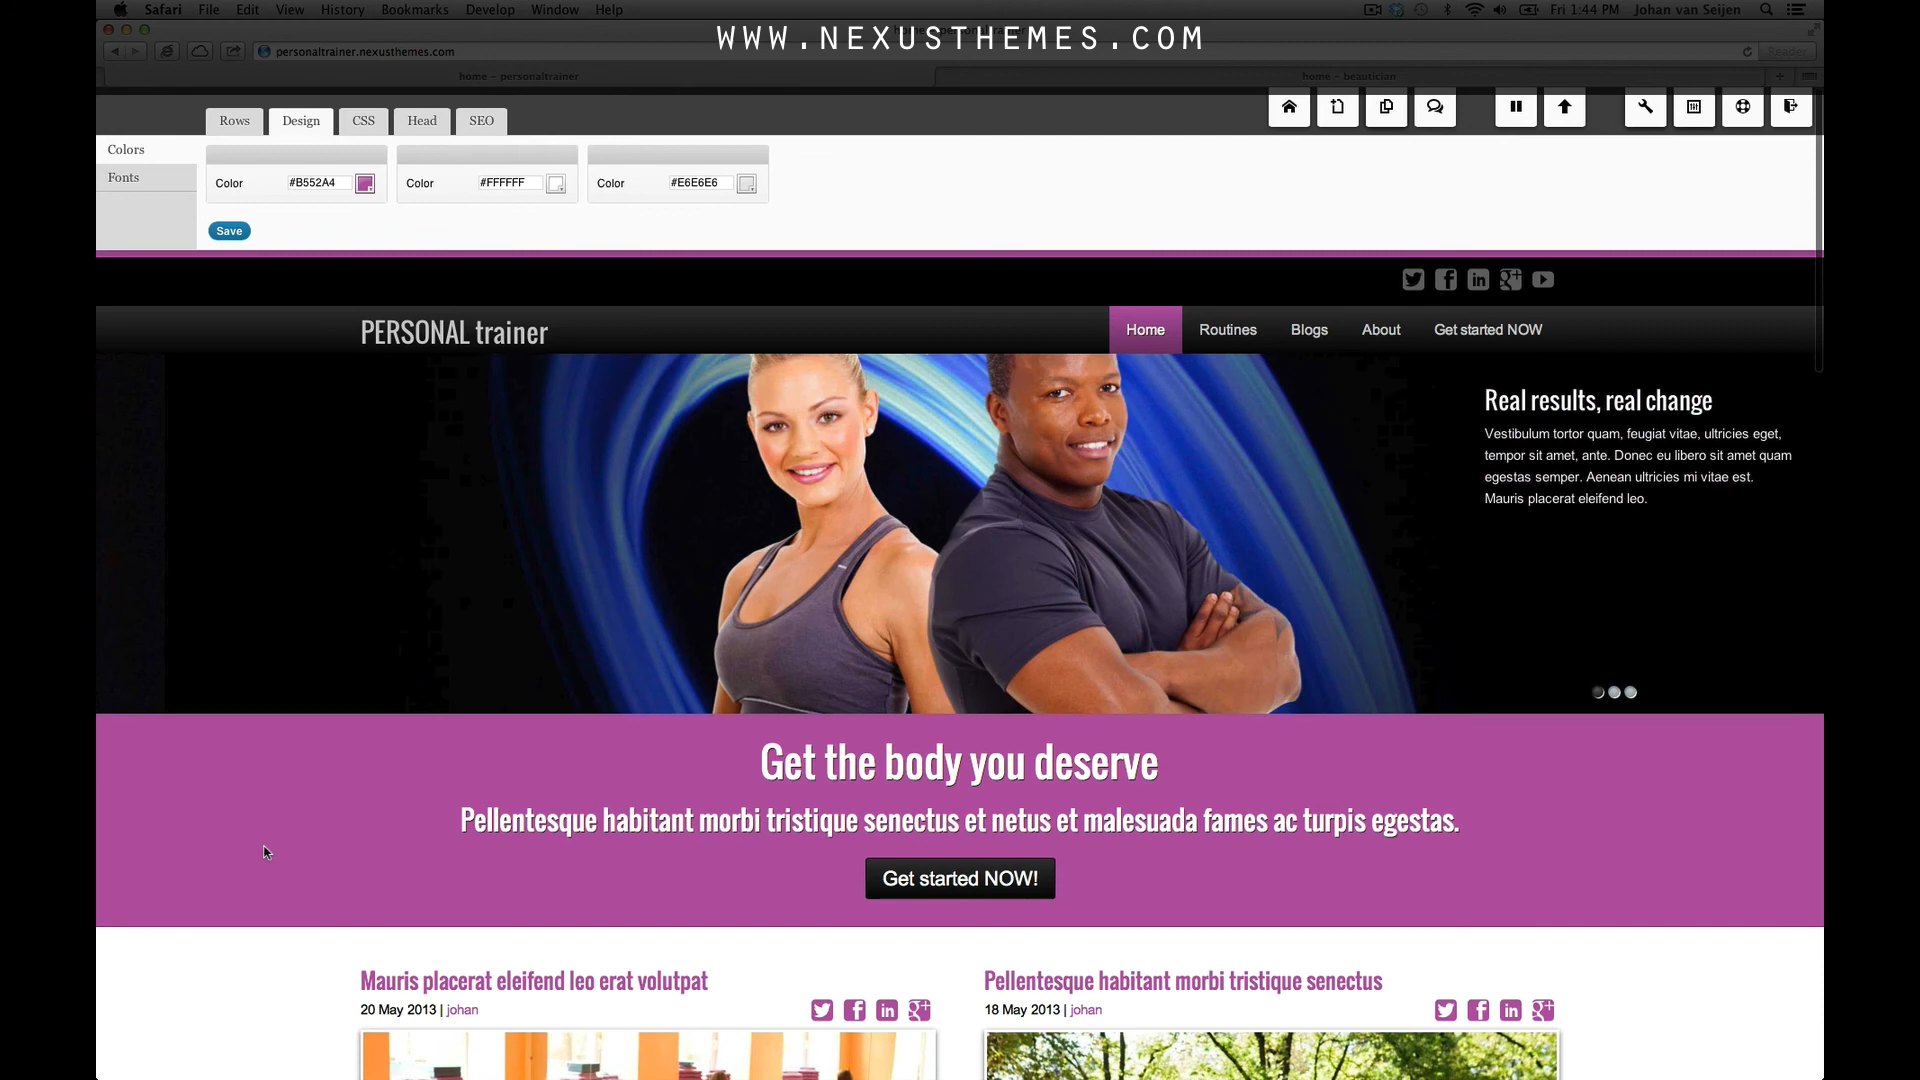 Safari File Edit View History Bookmarks Develop Window Help Fri 1:44 PM Johan van Seijen
WWW.NEXUSTHEMES.COM
personaltrainer.nexusthemes.com Reader
home – personaltrainer home – beautician
Rows Design CSS Head SEO
Colors
Fonts
Color #B552A4 Color #FFFFFF Color #E6E6E6
Save
PERSONAL trainer Home Routines Blogs About Get started NOW
Real results, real change
Vestibulum tortor quam, feugiat vitae, ultricies eget,
tempor sit amet, ante. Donec eu libero sit amet quam
egestas semper. Aenean ultricies mi vitae est.
Mauris placerat eleifend leo.
Get the body you deserve
Pellentesque habitant morbi tristique senectus et netus et malesuada fames ac turpis egestas.
Get started NOW!
Mauris placerat eleifend leo erat volutpat
20 May 2013 | johan
Pellentesque habitant morbi tristique senectus
18 May 2013 | johan